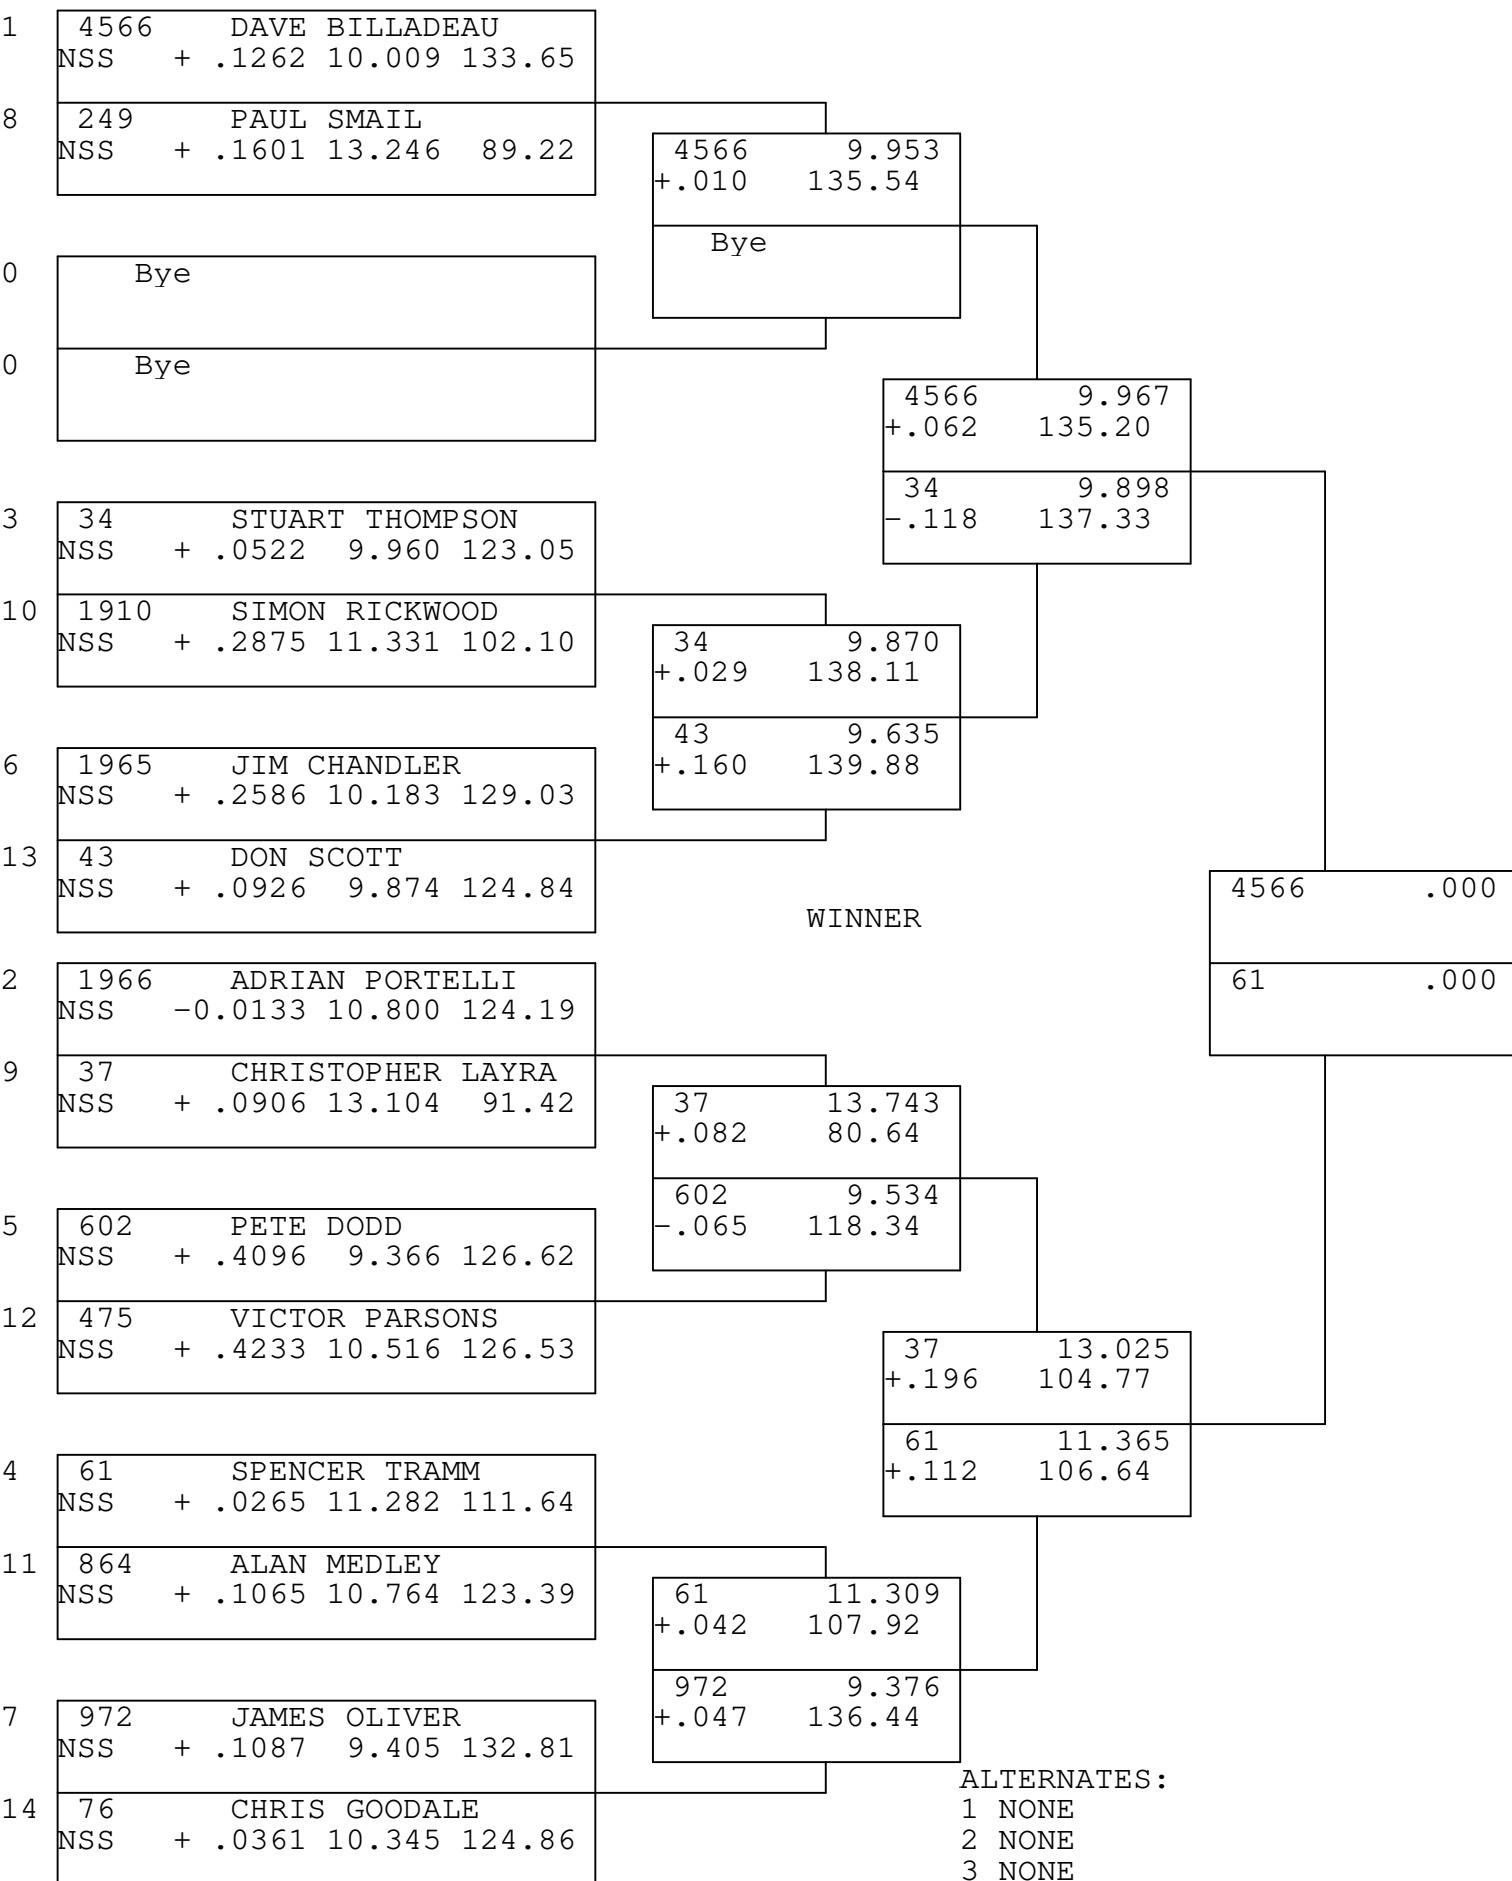 1 4566 DAVE BILLADEAU
NSS + .1262 10.009 133.65
8 249 PAUL SMAIL
NSS + .1601 13.246 89.22
0 Bye
0 Bye
3 34 STUART THOMPSON
NSS + .0522 9.960 123.05
10 1910 SIMON RICKWOOD
NSS + .2875 11.331 102.10
6 1965 JIM CHANDLER
NSS + .2586 10.183 129.03
13 43 DON SCOTT
NSS + .0926 9.874 124.84
2 1966 ADRIAN PORTELLI
NSS -0.0133 10.800 124.19
9 37 CHRISTOPHER LAYRA
NSS + .0906 13.104 91.42
5 602 PETE DODD
NSS + .4096 9.366 126.62
12 475 VICTOR PARSONS
NSS + .4233 10.516 126.53
4 61 SPENCER TRAMM
NSS + .0265 11.282 111.64
11 864 ALAN MEDLEY
NSS + .1065 10.764 123.39
7 972 JAMES OLIVER
NSS + .1087 9.405 132.81
14 76 CHRIS GOODALE
NSS + .0361 10.345 124.86
4566 9.953
+.010 135.54
Bye
34 9.870
+.029 138.11
43 9.635
+.160 139.88
37 13.743
+.082 80.64
602 9.534
-.065 118.34
61 11.309
+.042 107.92
972 9.376
+.047 136.44
4566 9.967
+.062 135.20
34 9.898
-.118 137.33
37 13.025
+.196 104.77
61 11.365
+.112 106.64
WINNER
4566 .000
61 .000
ALTERNATES:
1 NONE
2 NONE
3 NONE